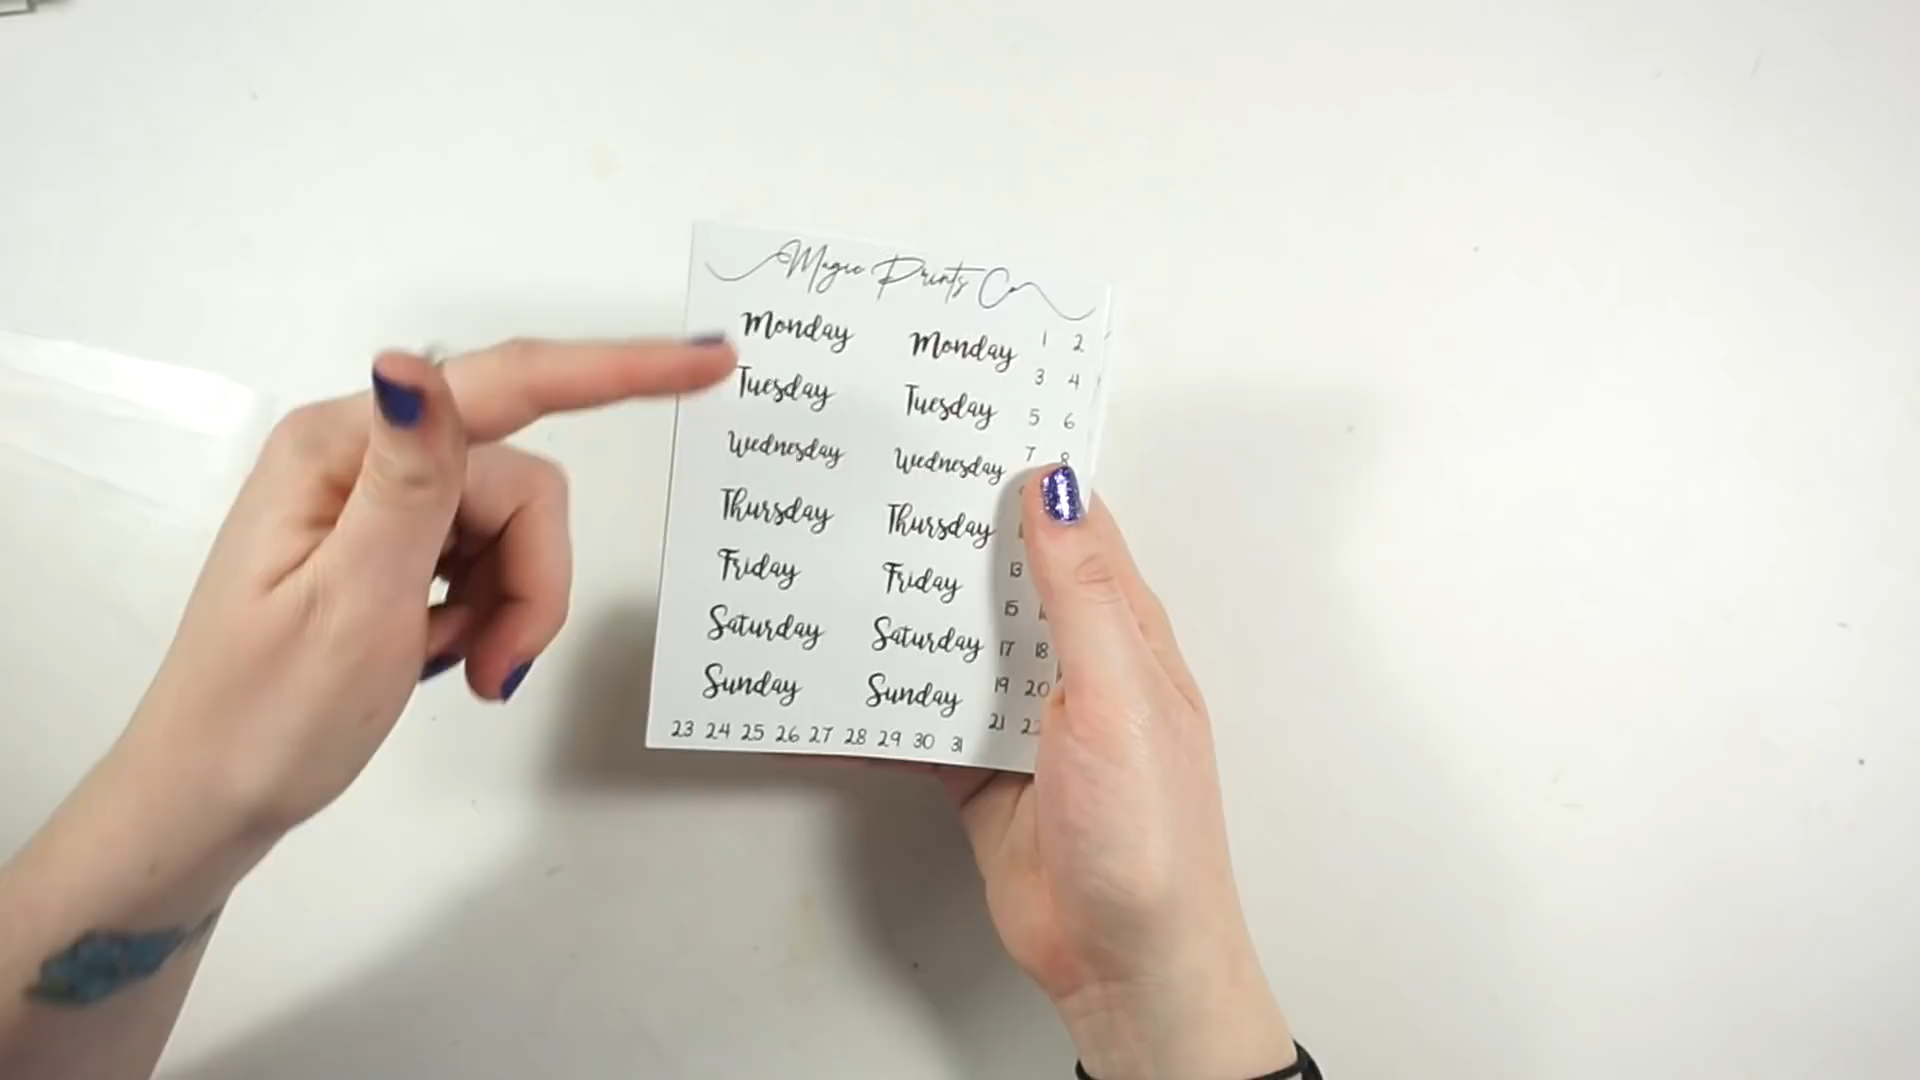 Magic Prints Co
Monday Monday 1 2
3 4
Tuesday Tuesday 5 6
Wednesday Wednesday 7 8
Thursday Thursday
Friday Friday 13
15
Saturday Saturday 17 18
Sunday Sunday 19 20
21
23 24 25 26 27 28 29 30 31